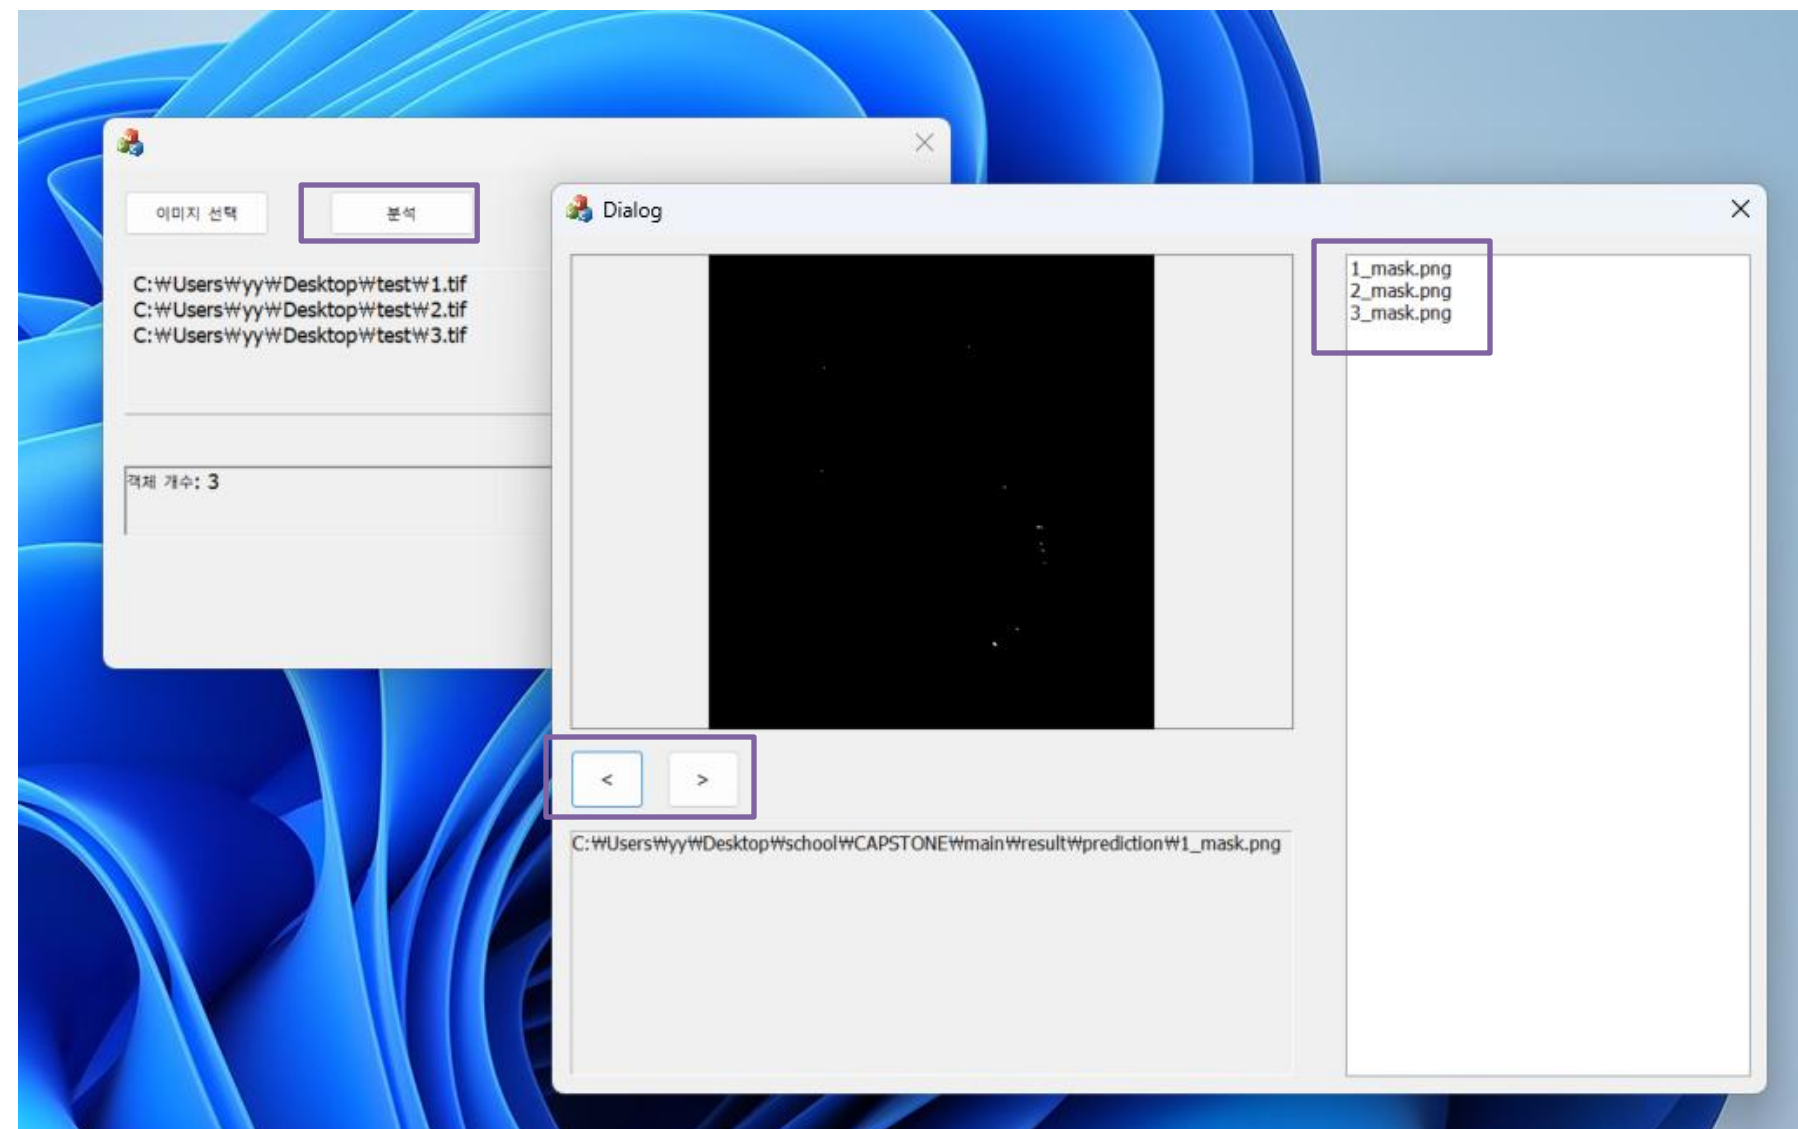 이미지 선택
분석
C:₩Users₩yy₩Desktop₩test₩1.tif
C:₩Users₩yy₩Desktop₩test₩2.tif
C:₩Users₩yy₩Desktop₩test₩3.tif
객체 개수: 3
Dialog
1_mask.png
2_mask.png
3_mask.png
< >
C:₩Users₩yy₩Desktop₩school₩CAPSTONE₩main₩result₩prediction₩1_mask.png